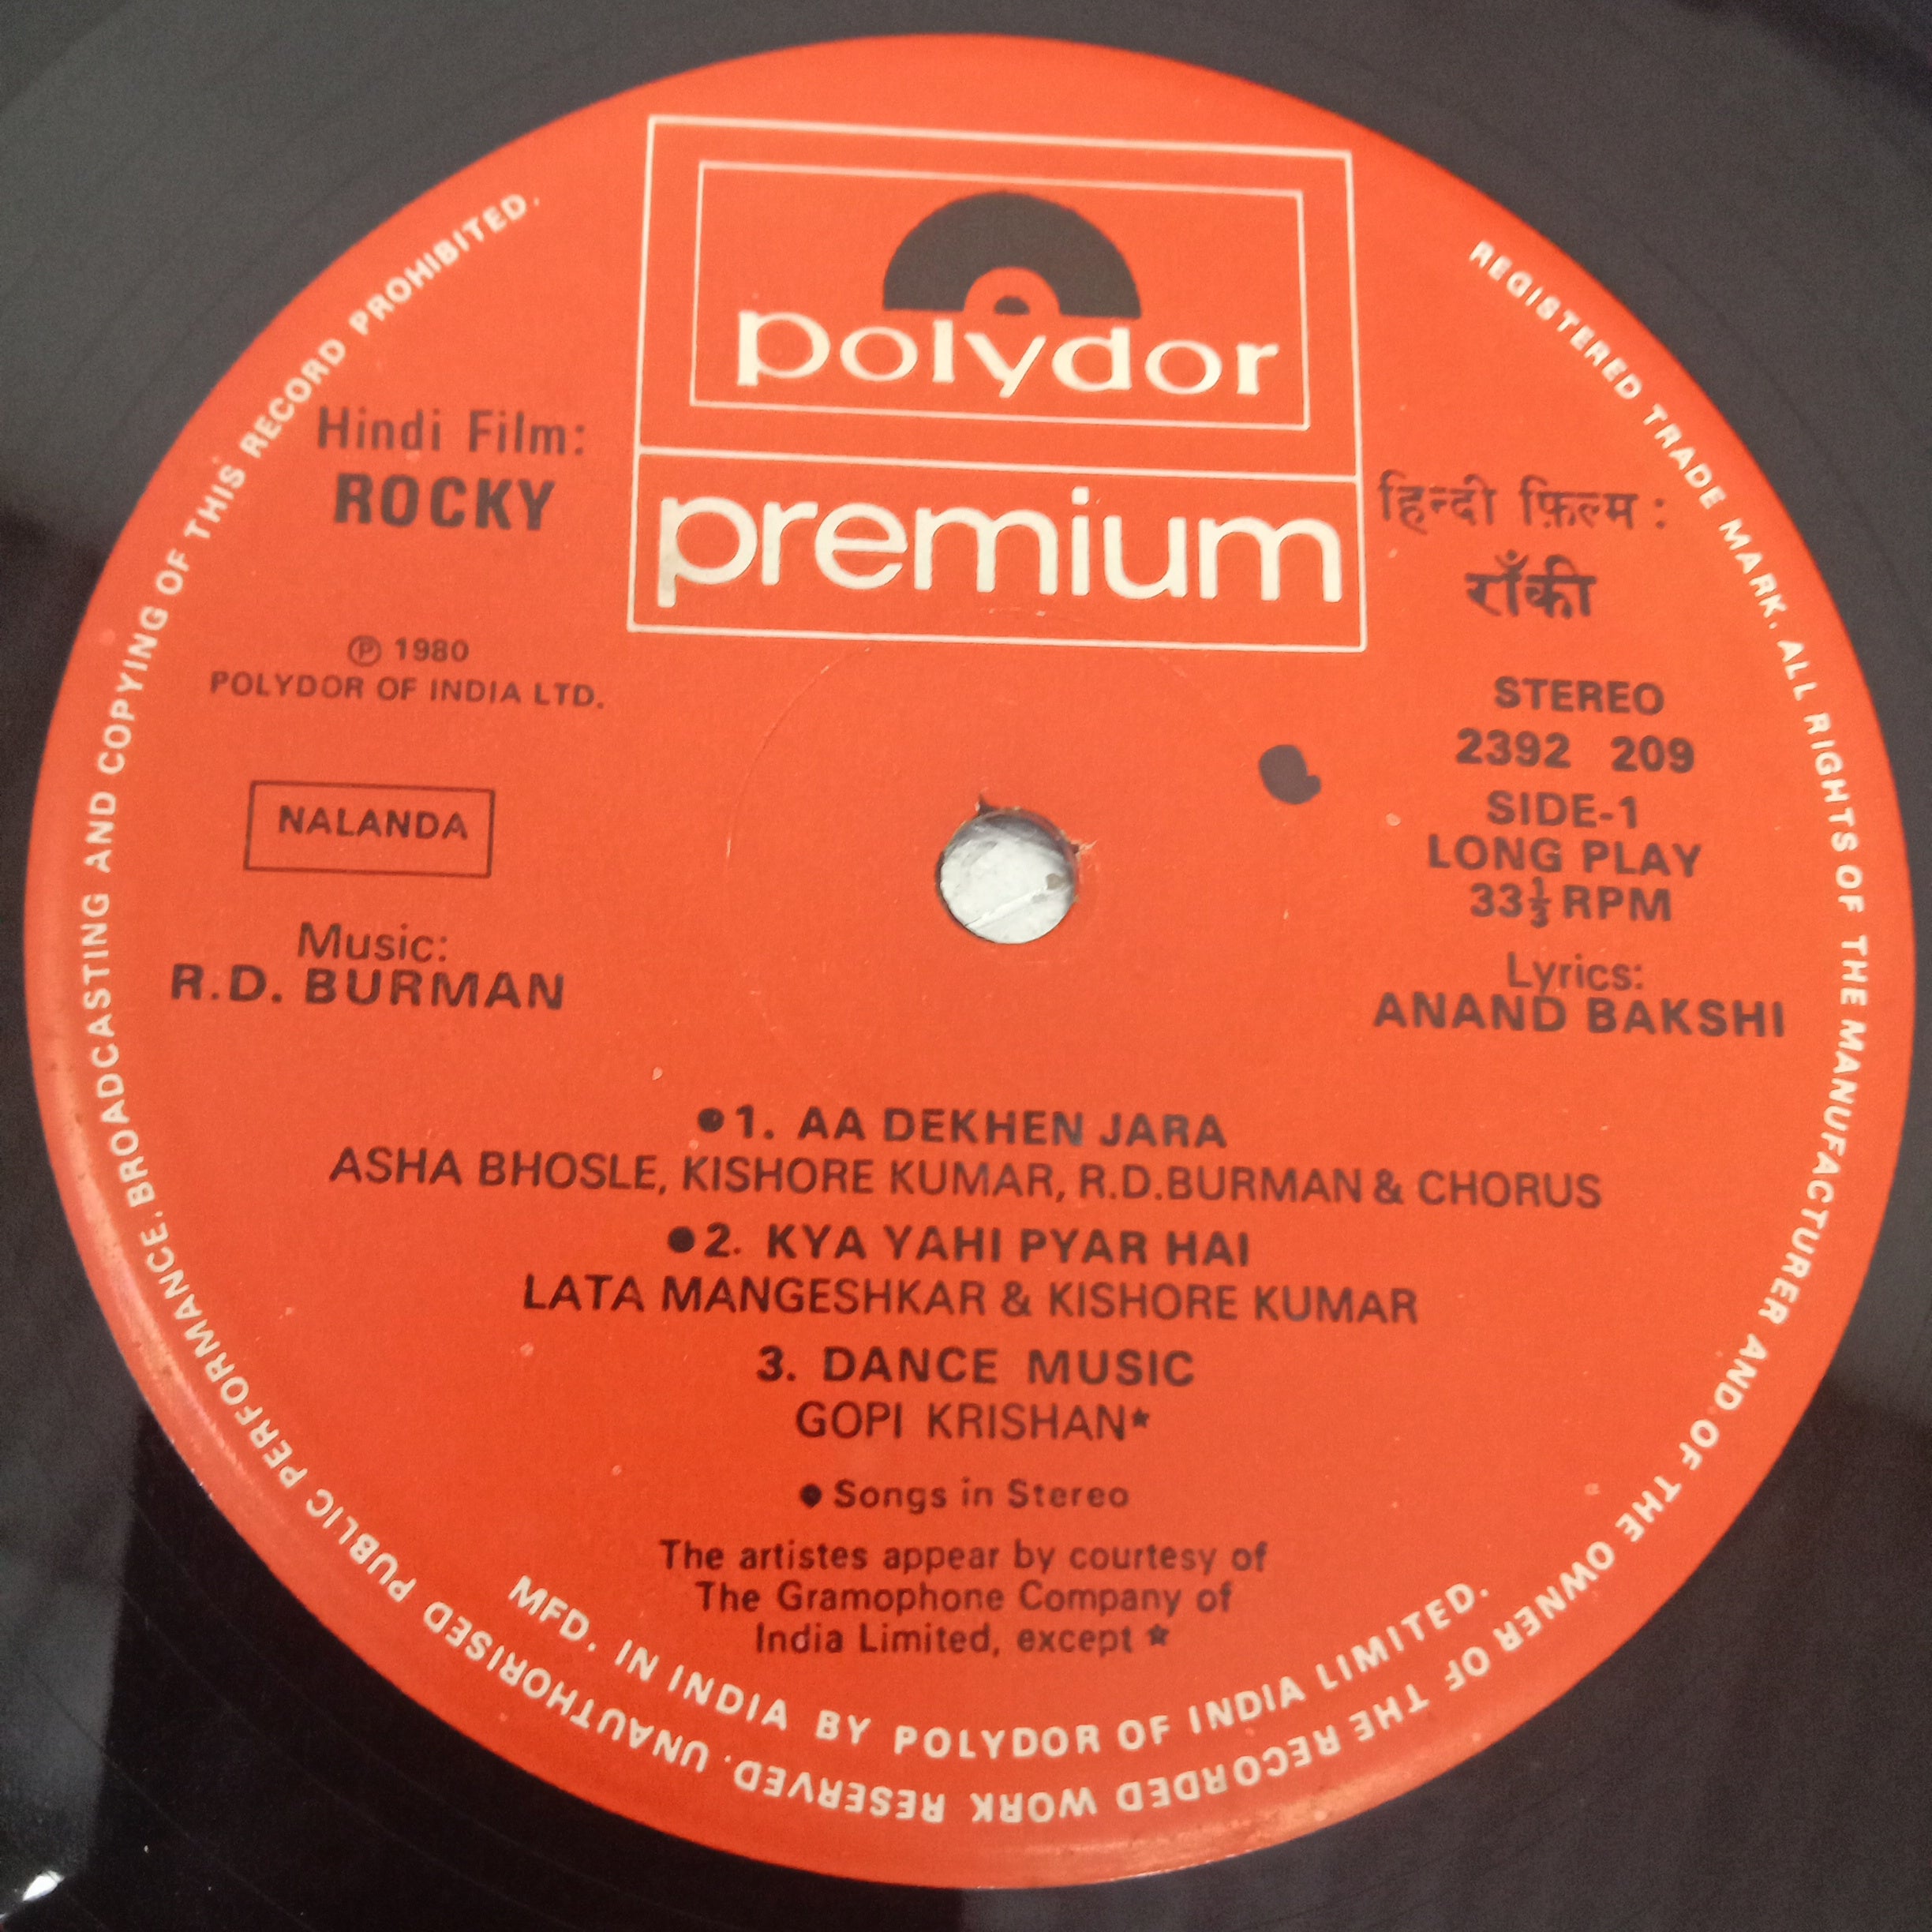 polydor
premium
Hindi Film:
ROCKY
हिन्दी फ़िल्म :
राँकी
Ⓟ 1980
POLYDOR OF INDIA LTD.
NALANDA
Music:
R.D. BURMAN
STEREO
2392 209
SIDE-1
LONG PLAY
33⅓ RPM
Lyrics:
ANAND BAKSHI
●1. AA DEKHEN JARA
ASHA BHOSLE, KISHORE KUMAR, R.D.BURMAN & CHORUS
●2. KYA YAHI PYAR HAI
LATA MANGESHKAR & KISHORE KUMAR
3. DANCE MUSIC
GOPI KRISHAN★
● Songs in Stereo
The artistes appear by courtesy of
The Gramophone Company of
India Limited, except ★
MFD. IN INDIA BY POLYDOR OF INDIA LIMITED.
REGISTERED TRADE MARK. ALL RIGHTS OF THE MANUFACTURER AND OF THE OWNER OF THE RECORDED WORK RESERVED. UNAUTHORISED PUBLIC PERFORMANCE. BROADCASTING AND COPYING OF THIS RECORD PROHIBITED.